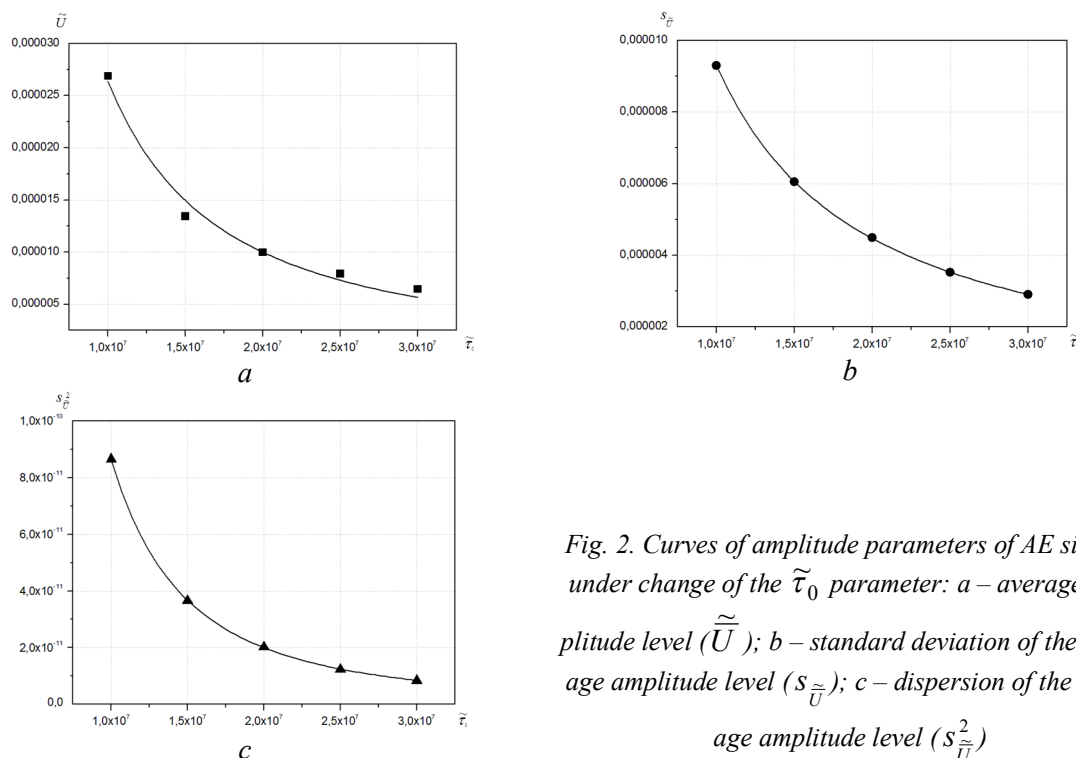 Ũ
0,000030
0,000025
0,000020
0,000015
0,000010
0,000005
1,0x10⁷ 1,5x10⁷ 2,0x10⁷ 2,5x10⁷ 3,0x10⁷ τ̃₀
a
s_Ũ
0,000010
0,000008
0,000006
0,000004
0,000002
1,0x10⁷ 1,5x10⁷ 2,0x10⁷ 2,5x10⁷ 3,0x10⁷ τ̃
b
s²_Ũ
1,0x10⁻¹⁰
8,0x10⁻¹¹
6,0x10⁻¹¹
4,0x10⁻¹¹
2,0x10⁻¹¹
0,0
1,0x10⁷ 1,5x10⁷ 2,0x10⁷ 2,5x10⁷ 3,0x10⁷ τ̃₀
c
Fig. 2. Curves of amplitude parameters of AE si
under change of the τ̃₀ parameter: a – average
plitude level (Ũ̅); b – standard deviation of the
age amplitude level (s_Ũ̅); c – dispersion of the
age amplitude level (s²_Ũ̅)